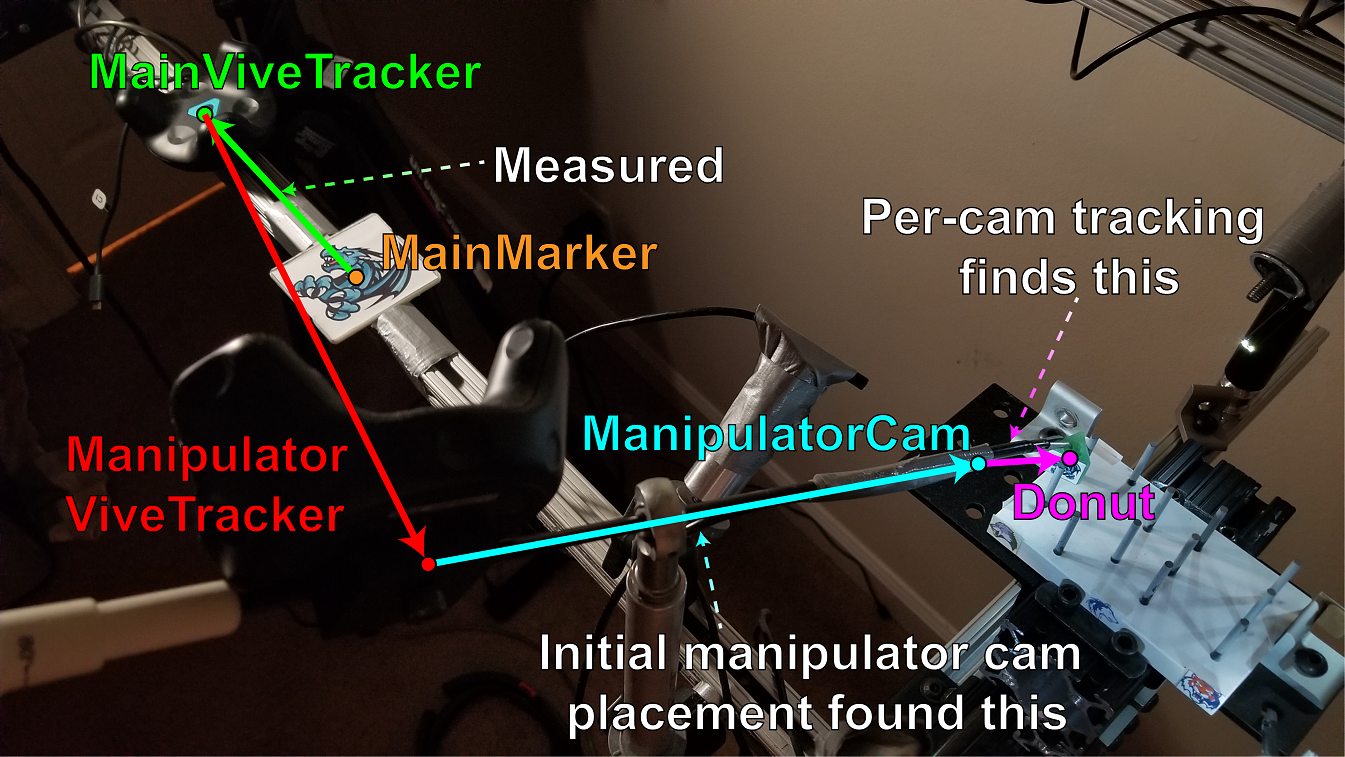 MainViveTracker
Measured
Per-cam tracking
finds this
MainMarker
ManipulatorCam
Manipulator
ViveTracker
Donut
Initial manipulator cam
placement found this